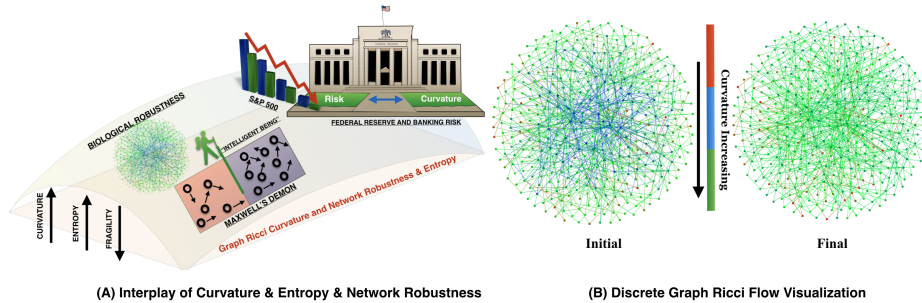 S&P 500
Risk
Curvature
FEDERAL RESERVE AND BANKING RISK
BIOLOGICAL ROBUSTNESS
"INTELLIGENT BEING"
MAXWELL'S DEMON
Graph Ricci Curvature and Network Robustness & Entropy
CURVATURE
ENTROPY
FRAGILITY
(A) Interplay of Curvature & Entropy & Network Robustness
Curvature Increasing
Initial
Final
(B) Discrete Graph Ricci Flow Visualization